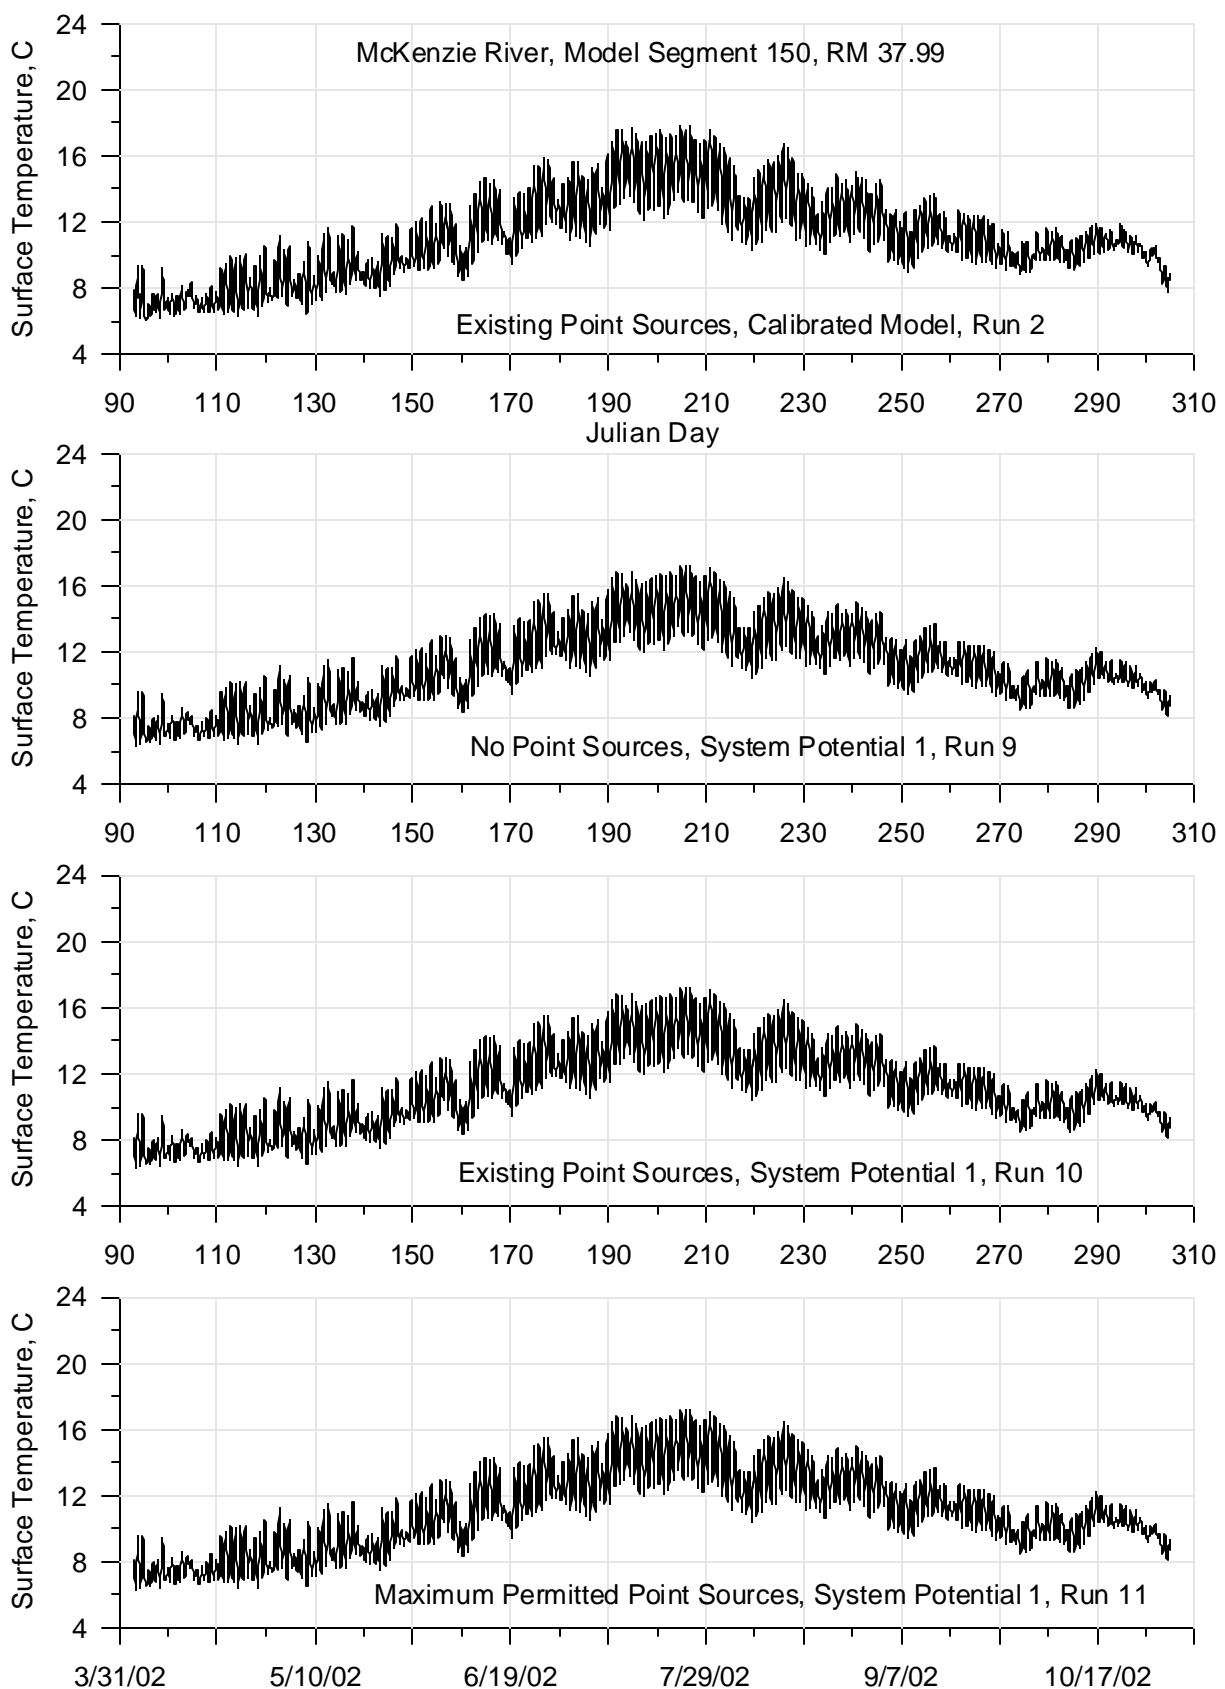 24
McKenzie River, Model Segment 150, RM 37.99
20
16
12
8
Existing Point Sources, Calibrated Model, Run 2
4
Surface Temperature, C
90 110 130 150 170 190 210 230 250 270 290 310
Julian Day
24
20
16
12
8
No Point Sources, System Potential 1, Run 9
4
Surface Temperature, C
90 110 130 150 170 190 210 230 250 270 290 310
24
20
16
12
8
Existing Point Sources, System Potential 1, Run 10
4
Surface Temperature, C
90 110 130 150 170 190 210 230 250 270 290 310
24
20
16
12
8
Maximum Permitted Point Sources, System Potential 1, Run 11
4
Surface Temperature, C
3/31/02 5/10/02 6/19/02 7/29/02 9/7/02 10/17/02